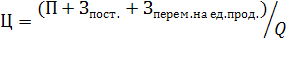 Ц = (П + Зпост. + Зперем.на ед.прод.)/Q